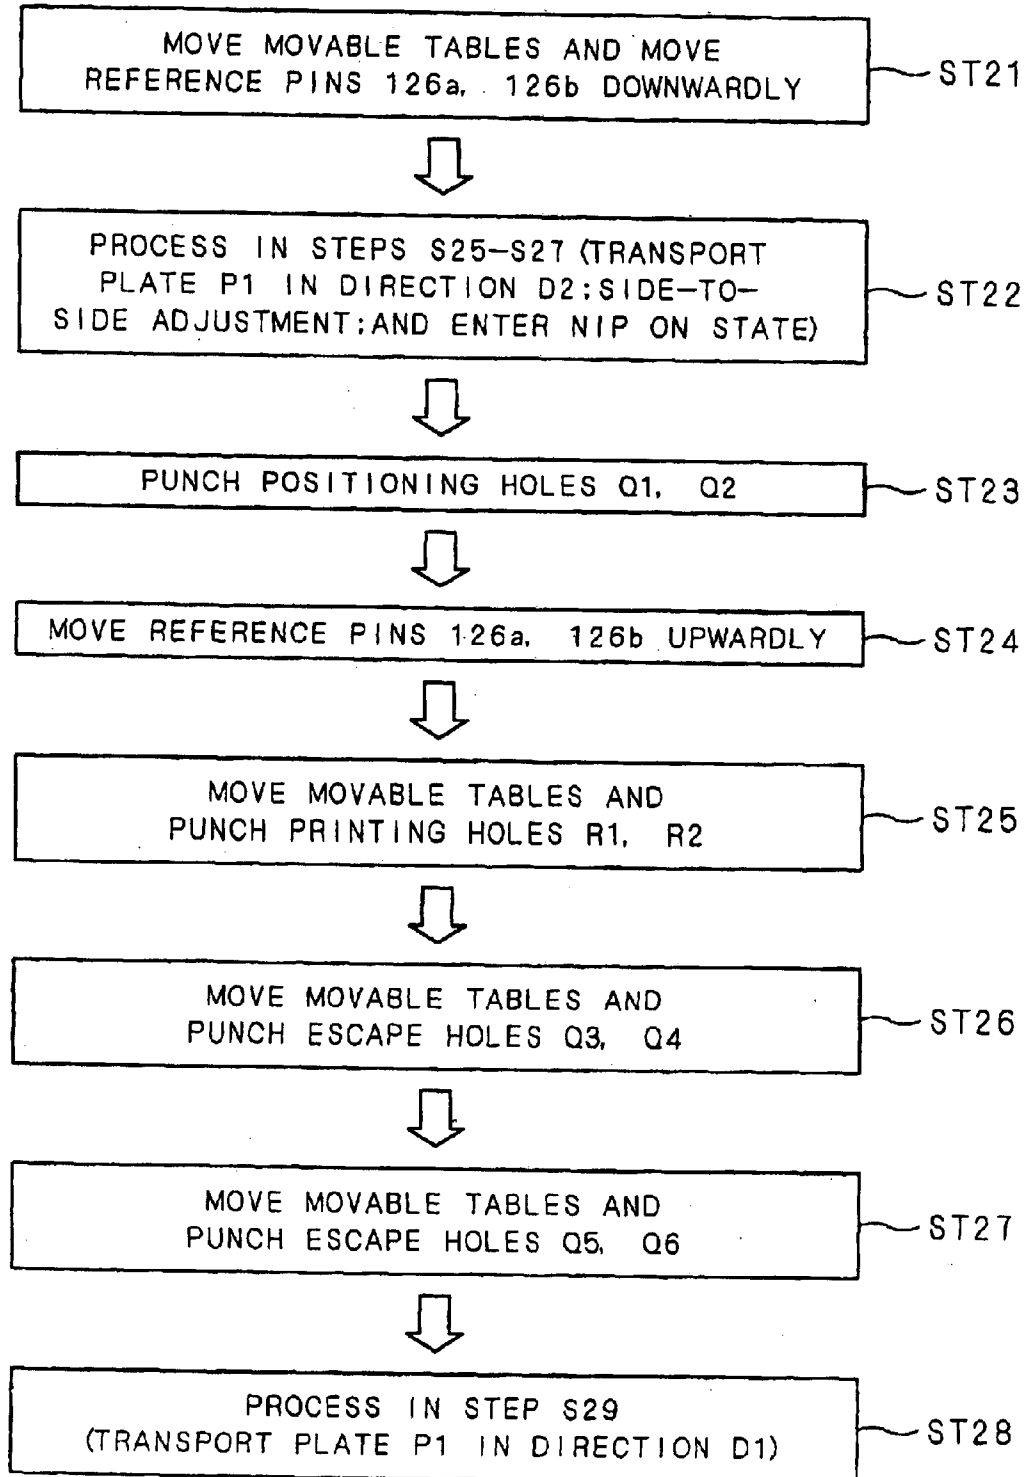 MOVE MOVABLE TABLES AND MOVE
REFERENCE PINS 126a, 126b DOWNWARDLY
ST21
PROCESS IN STEPS S25-S27 (TRANSPORT
PLATE P1 IN DIRECTION D2;SIDE-TO-
SIDE ADJUSTMENT;AND ENTER NIP ON STATE)
ST22
PUNCH POSITIONING HOLES Q1, Q2
ST23
MOVE REFERENCE PINS 126a, 126b UPWARDLY
ST24
MOVE MOVABLE TABLES AND
PUNCH PRINTING HOLES R1, R2
ST25
MOVE MOVABLE TABLES AND
PUNCH ESCAPE HOLES Q3, Q4
ST26
MOVE MOVABLE TABLES AND
PUNCH ESCAPE HOLES Q5, Q6
ST27
PROCESS IN STEP S29
(TRANSPORT PLATE P1 IN DIRECTION D1)
ST28